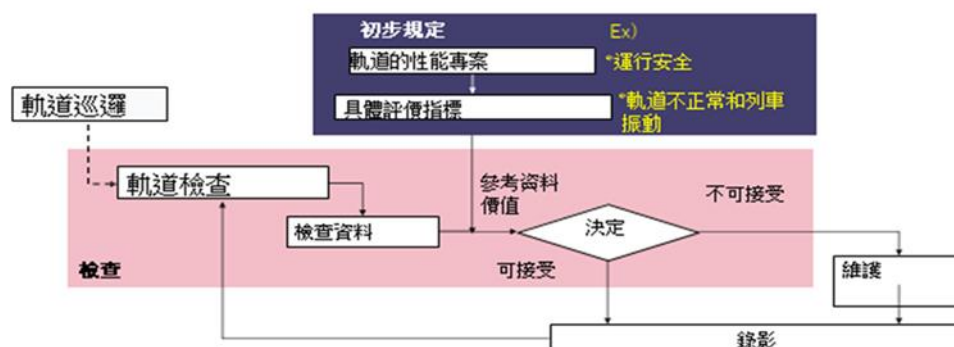 初步規定
Ex)
軌道的性能專案
*運行安全
具體評價指標
*軌道不正常和列車
振動
軌道巡邏
軌道檢查
參考資料
價值
不可接受
檢查資料
決定
檢查
可接受
維護
錄影